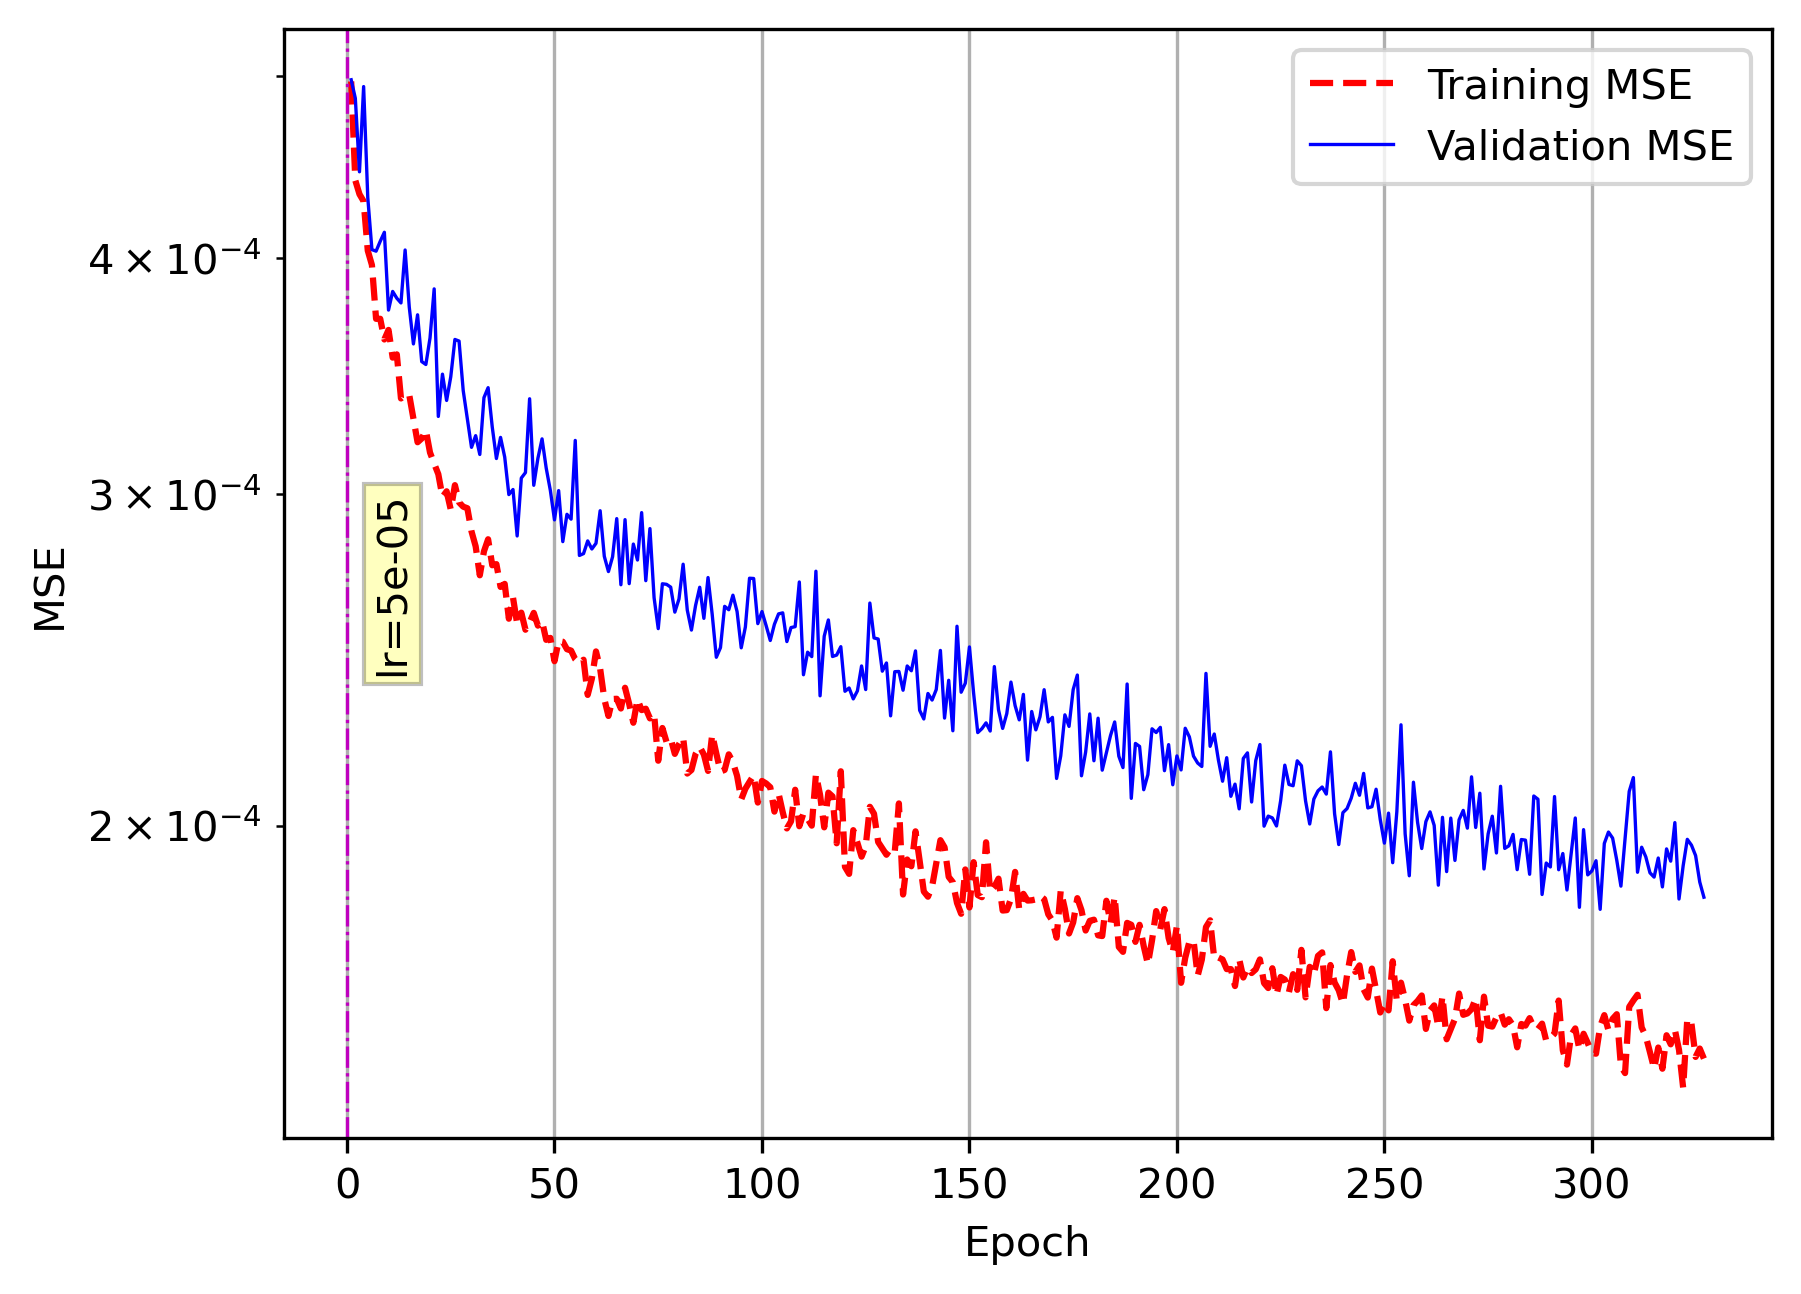 Training MSE
Validation MSE
4×10⁻⁴
3×10⁻⁴
2×10⁻⁴
MSE
lr=5e-05
0 50 100 150 200 250 300
Epoch